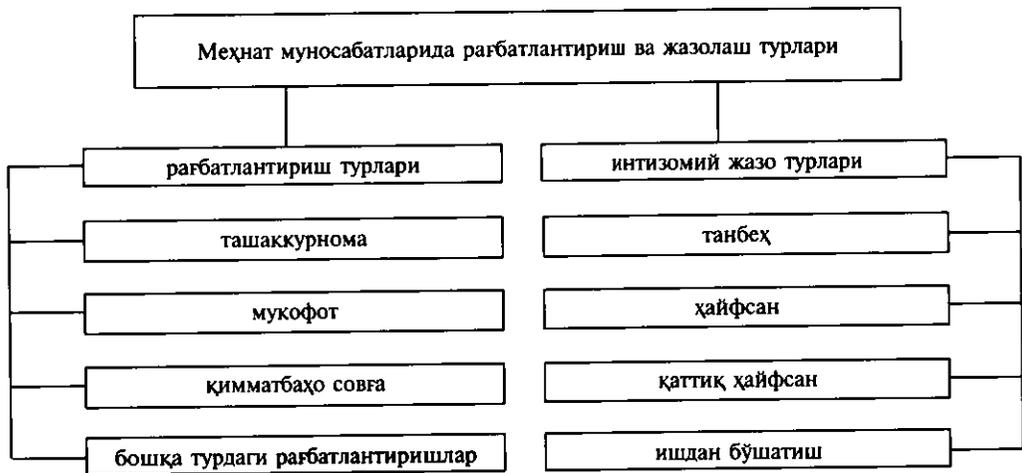 Меҳнат муносабатларида рағбатлантириш ва жазолаш турлари
рағбатлантириш турлари
ташаккурнома
мукофот
қимматбаҳо совға
бошқа турдаги рағбатлантиришлар
интизомий жазо турлари
танбеҳ
ҳайфсан
қаттиқ ҳайфсан
ишдан бўшатиш